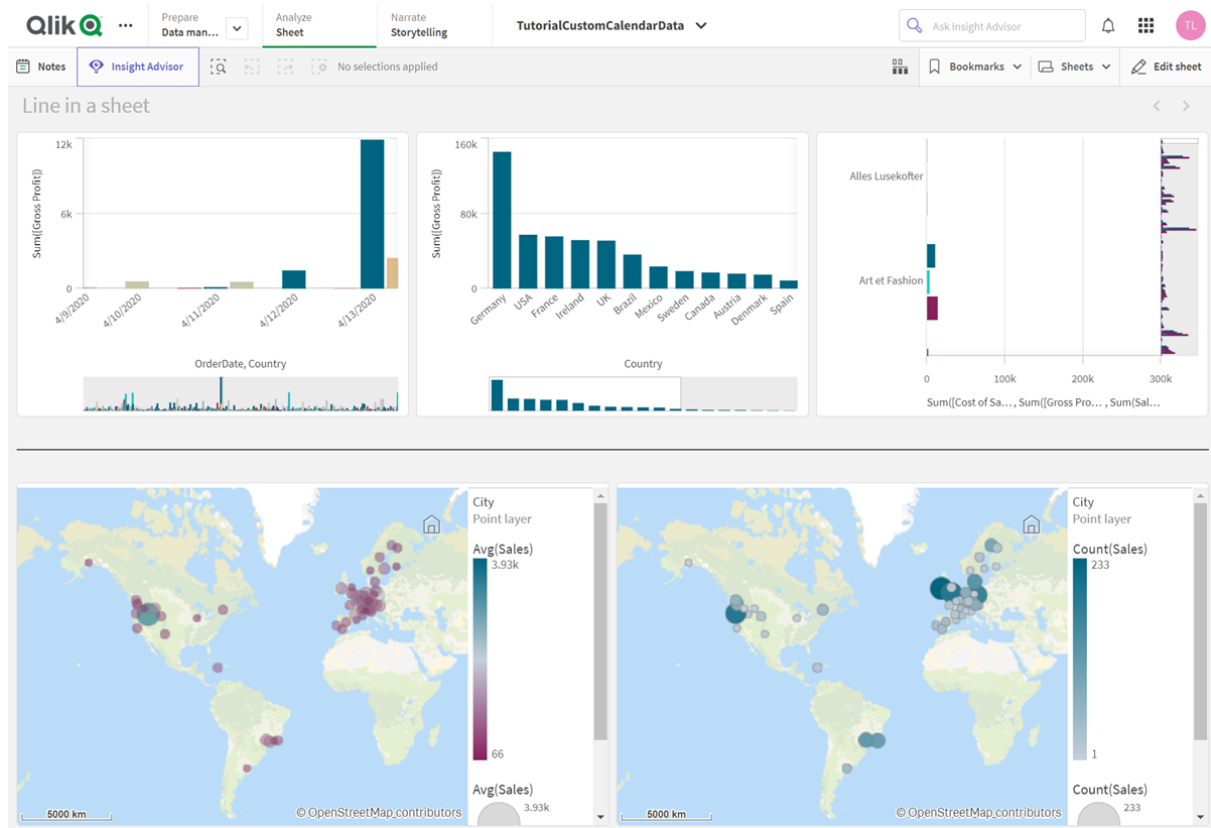 Qlik
Prepare
Data man...
Analyze
Sheet
Narrate
Storytelling
TutorialCustomCalendarData
Ask Insight Advisor
TL
Notes
Insight Advisor
No selections applied
Bookmarks
Sheets
Edit sheet
Line in a sheet
Sum([Gross Profit])
12k
6k
0
4/9/2020
4/10/2020
4/11/2020
4/12/2020
4/13/2020
OrderDate, Country
Sum([Gross Profit])
160k
80k
0
Germany
USA
France
Ireland
UK
Brazil
Mexico
Sweden
Canada
Austria
Denmark
Spain
Country
Alles Lusekofter
Art et Fashion
0
100k
200k
300k
Sum([Cost of Sa... , Sum([Gross Pro... , Sum(Sal...
5000 km
© OpenStreetMap contributors
City
Point layer
Avg(Sales)
3.93k
66
Avg(Sales)
3.93k
5000 km
© OpenStreetMap contributors
City
Point layer
Count(Sales)
233
1
Count(Sales)
233